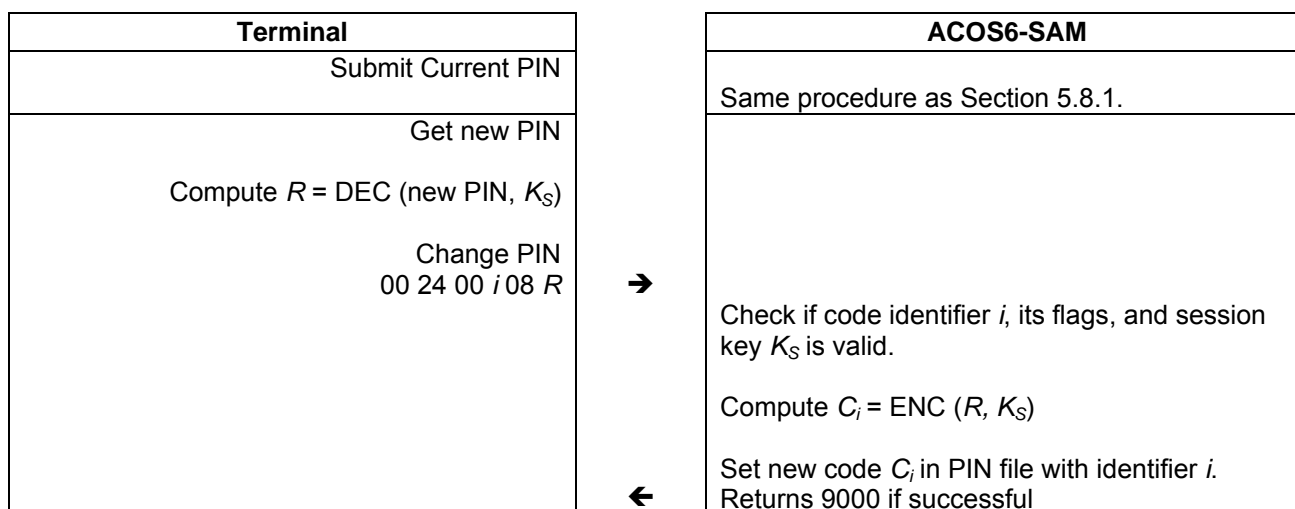 Terminal
ACOS6-SAM
Submit Current PIN
Same procedure as Section 5.8.1.
Get new PIN
Compute R = DEC (new PIN, KS)
Change PIN
00 24 00 i 08 R
➔
Check if code identifier i, its flags, and session
key KS is valid.
Compute Ci = ENC (R, KS)
Set new code Ci in PIN file with identifier i.
🡸 Returns 9000 if successful